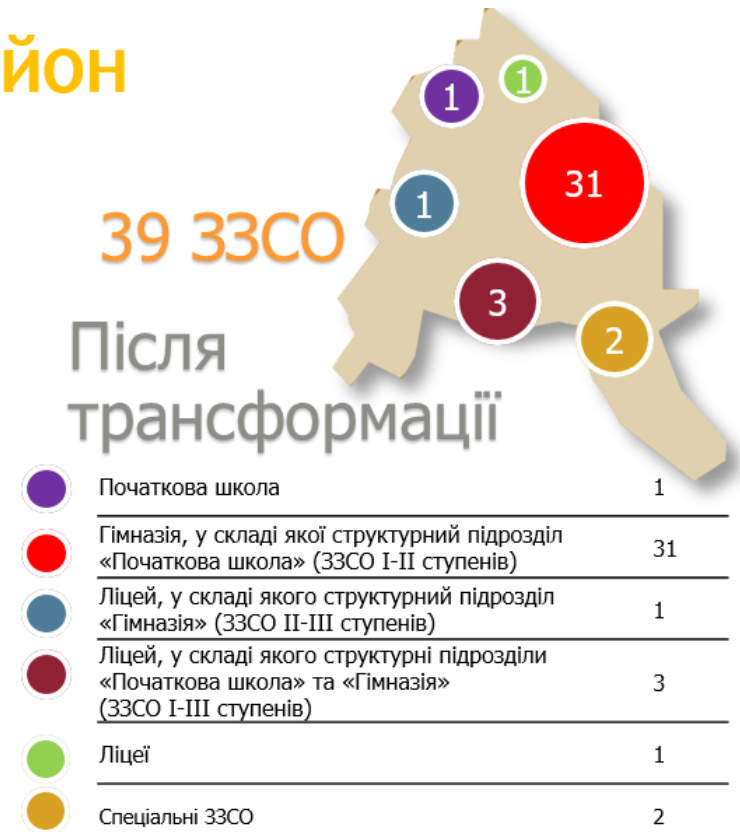 йон
1
1
31
1
39 ЗЗСО
3
2
Після
трансформації
Початкова школа 1
Гімназія, у складі якої структурний підрозділ
«Початкова школа» (ЗЗСО І-ІІ ступенів) 31
Ліцей, у складі якого структурний підрозділ
«Гімназія» (ЗЗСО ІІ-ІІІ ступенів) 1
Ліцей, у складі якого структурні підрозділи
«Початкова школа» та «Гімназія» 3
(ЗЗСО І-ІІІ ступенів)
Ліцеї 1
Спеціальні ЗЗСО 2